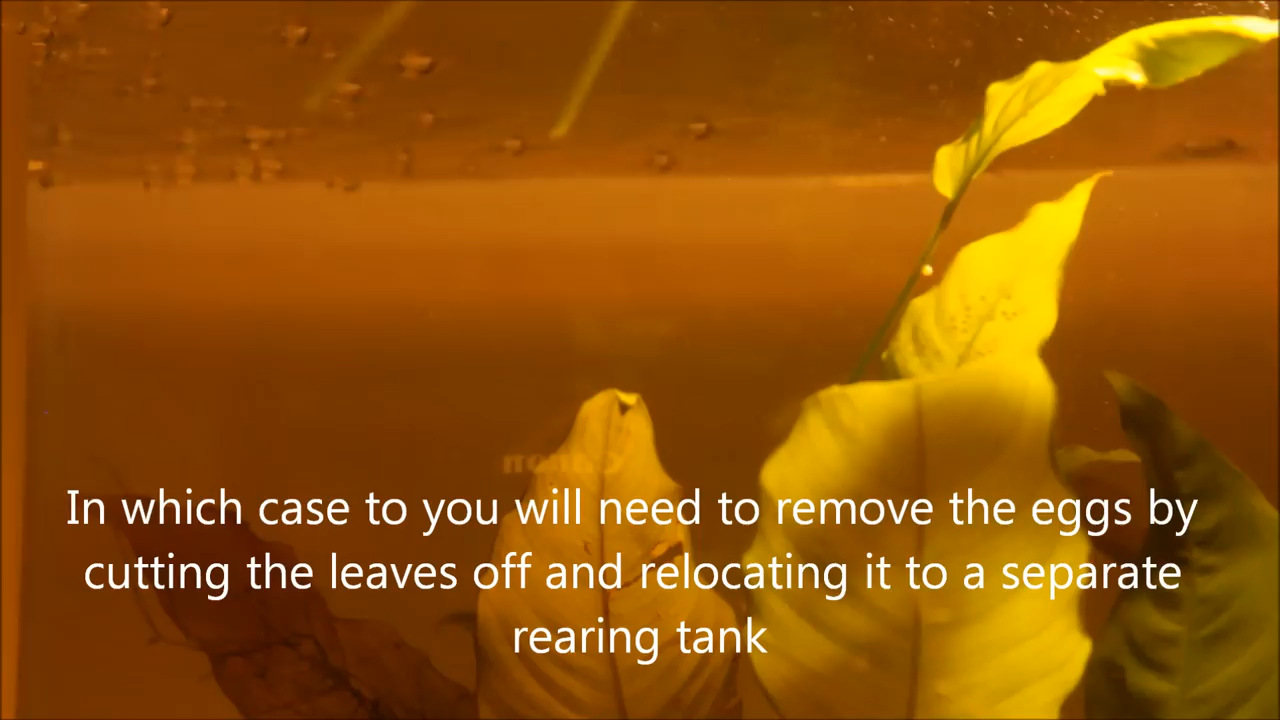 In which case to you will need to remove the eggs by
cutting the leaves off and relocating it to a separate
rearing tank